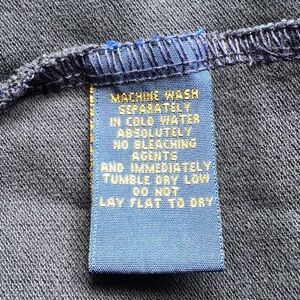 MACHINE WASH
SEPARATELY
IN COLD WATER
ABSOLUTELY
NO BLEACHING
AGENTS
AND IMMEDIATELY
TUMBLE DRY LOW
DO NOT
LAY FLAT TO DRY